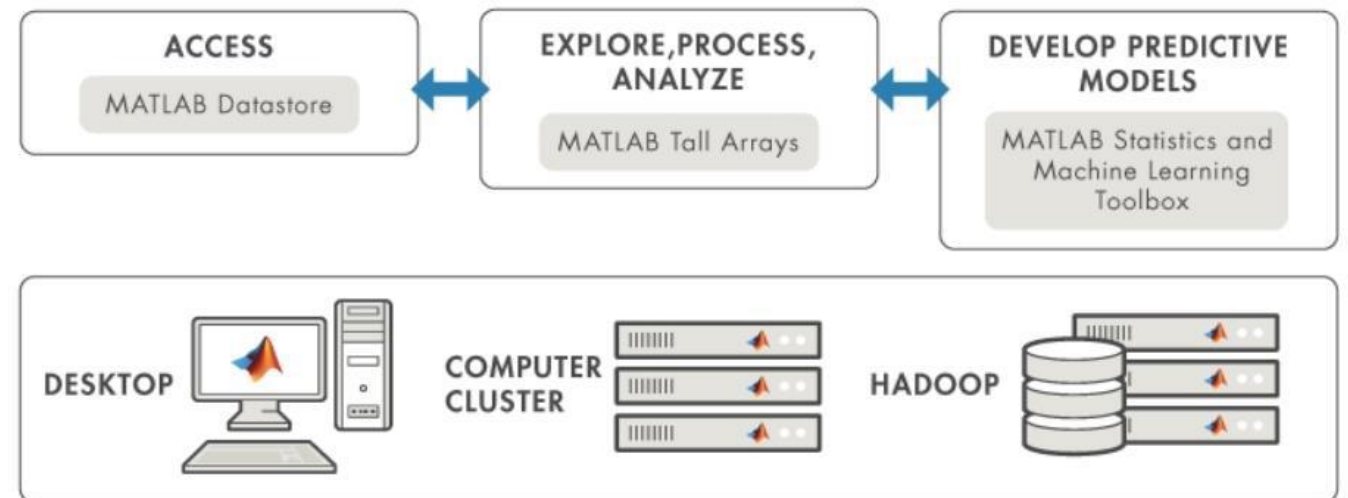 ACCESS
MATLAB Datastore
EXPLORE,PROCESS,
ANALYZE
MATLAB Tall Arrays
DEVELOP PREDICTIVE
MODELS
MATLAB Statistics and
Machine Learning
Toolbox
DESKTOP
COMPUTER
CLUSTER
HADOOP